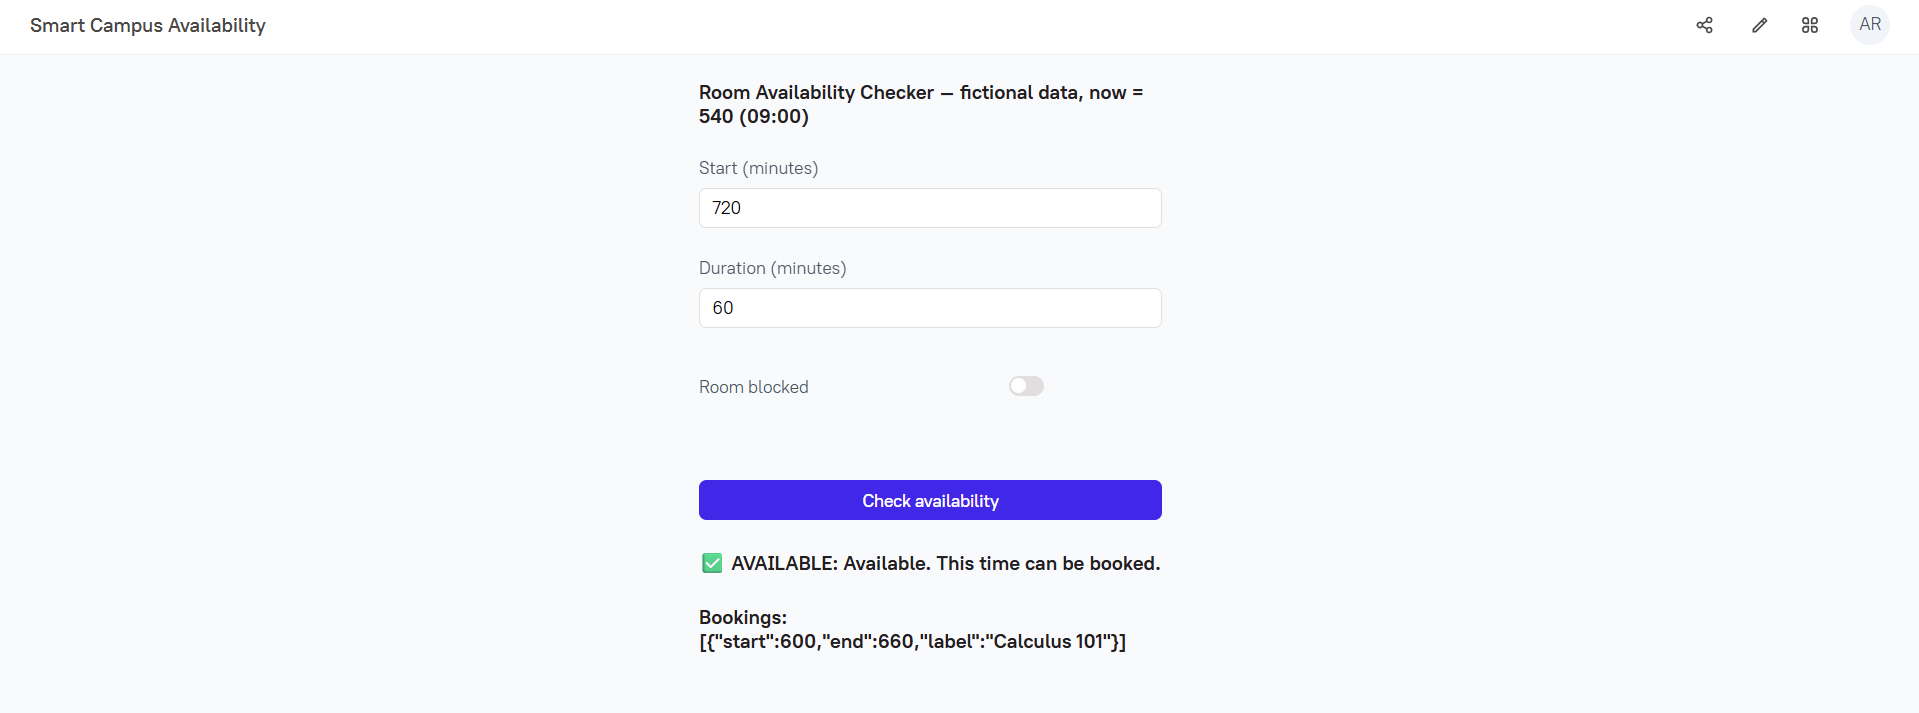 Smart Campus Availability
AR
Room Availability Checker — fictional data, now =
540 (09:00)
Start (minutes)
720
Duration (minutes)
60
Room blocked
Check availability
✅ AVAILABLE: Available. This time can be booked.
Bookings:
[{"start":600,"end":660,"label":"Calculus 101"}]